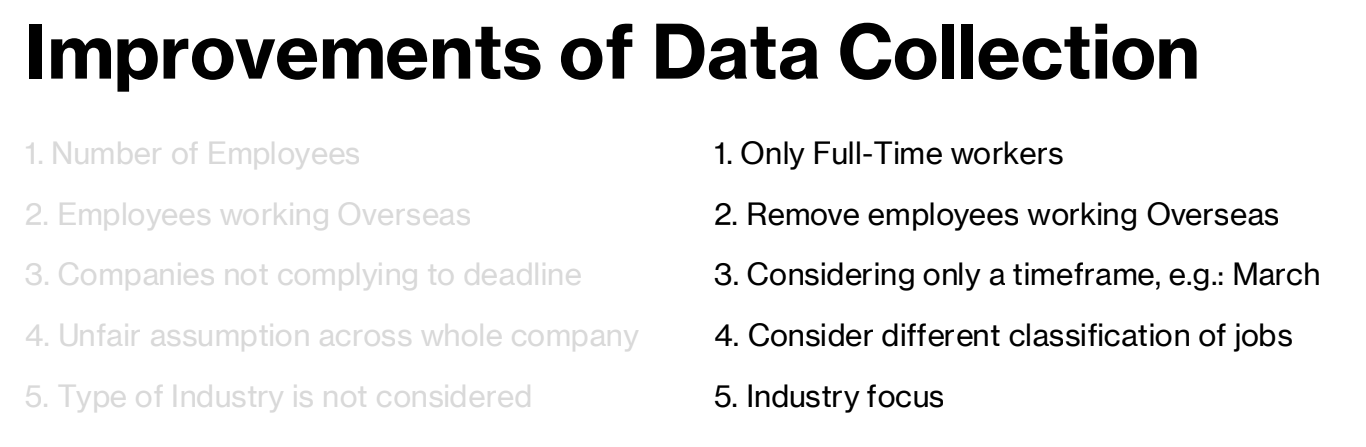 Improvements of Data Collection
1. Number of Employees
2. Employees working Overseas
3. Companies not complying to deadline
4. Unfair assumption across whole company
5. Type of Industry is not considered
1. Only Full-Time workers
2. Remove employees working Overseas
3. Considering only a timeframe, e.g.: March
4. Consider different classification of jobs
5. Industry focus